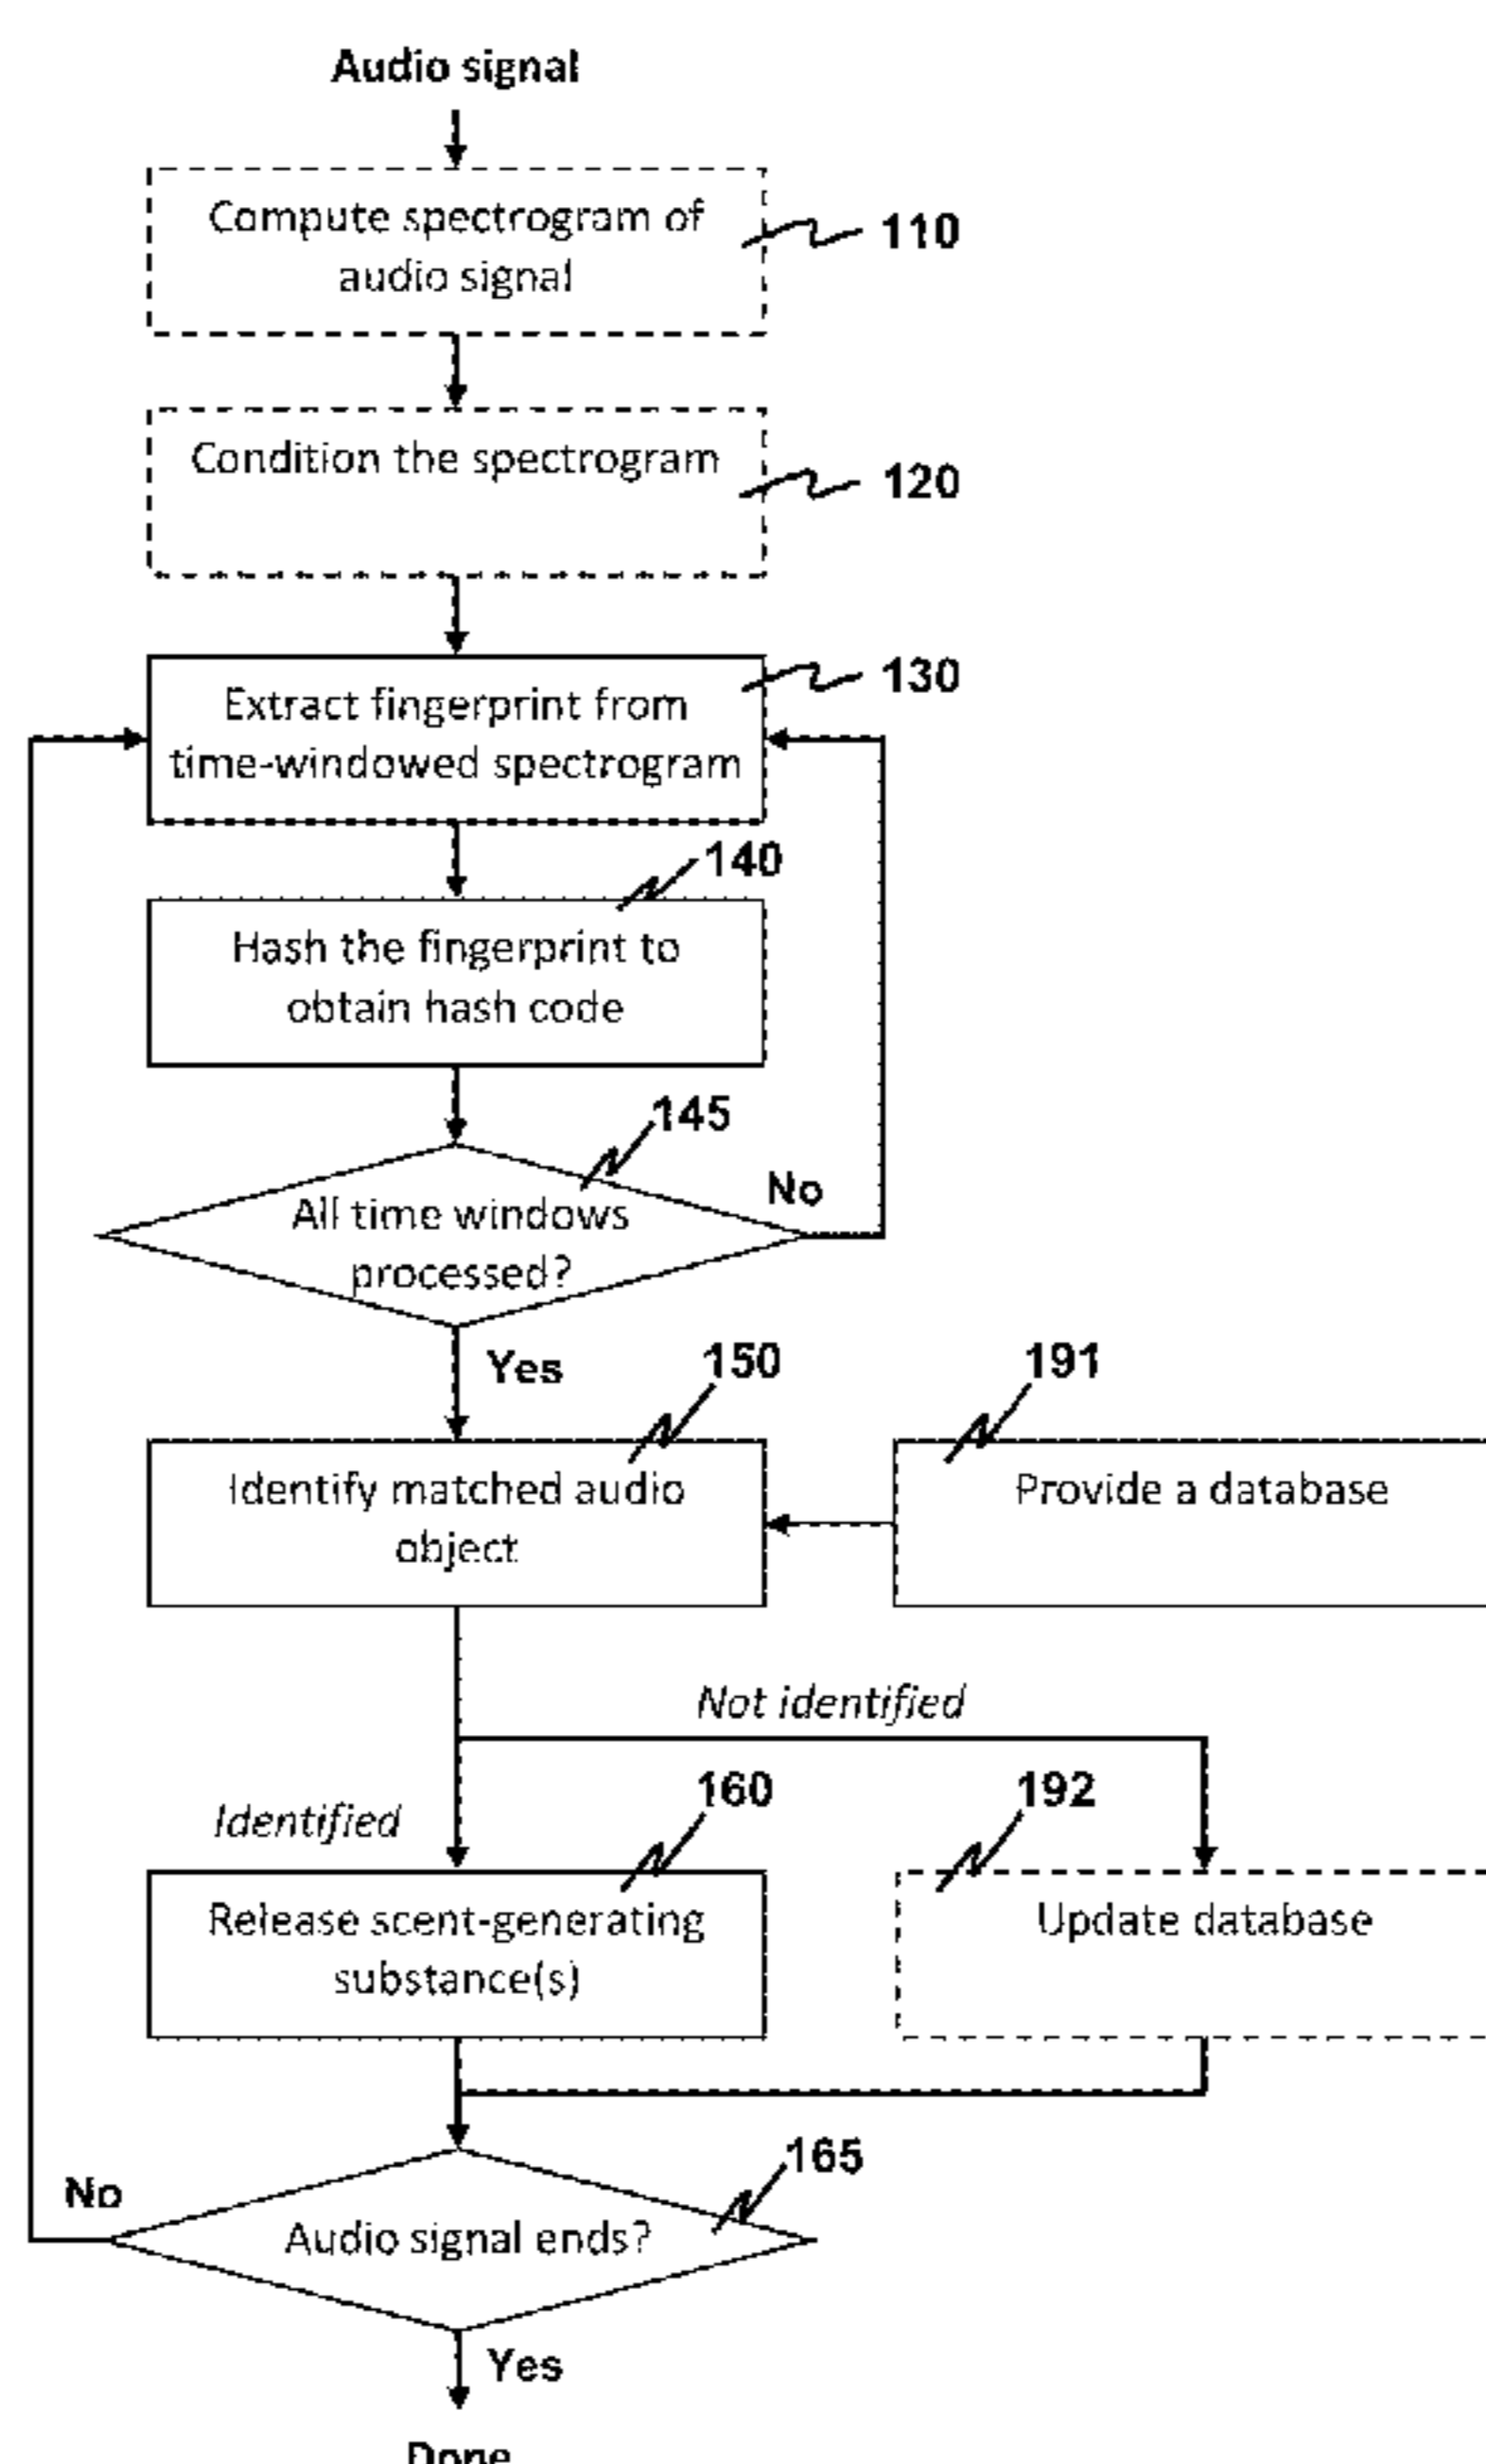 Audio signal
Compute spectrogram of
audio signal
110
Condition the spectrogram
120
130
Extract fingerprint from
time-windowed spectrogram
140
Hash the fingerprint to
obtain hash code
145
No
All time windows
processed?
Yes
150
191
Identify matched audio
object
Provide a database
Not identified
Identified
160
192
Release scent-generating
substance(s)
Update database
165
No
Audio signal ends?
Yes
Done